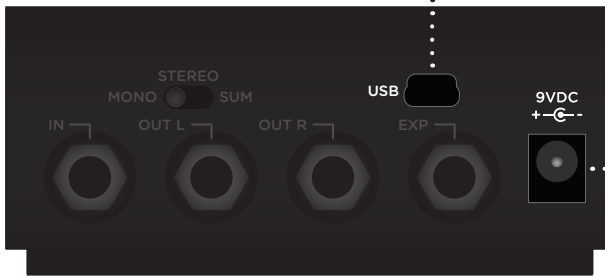 STEREO
MONO SUM
USB
9VDC
+ -
IN OUT L OUT R EXP